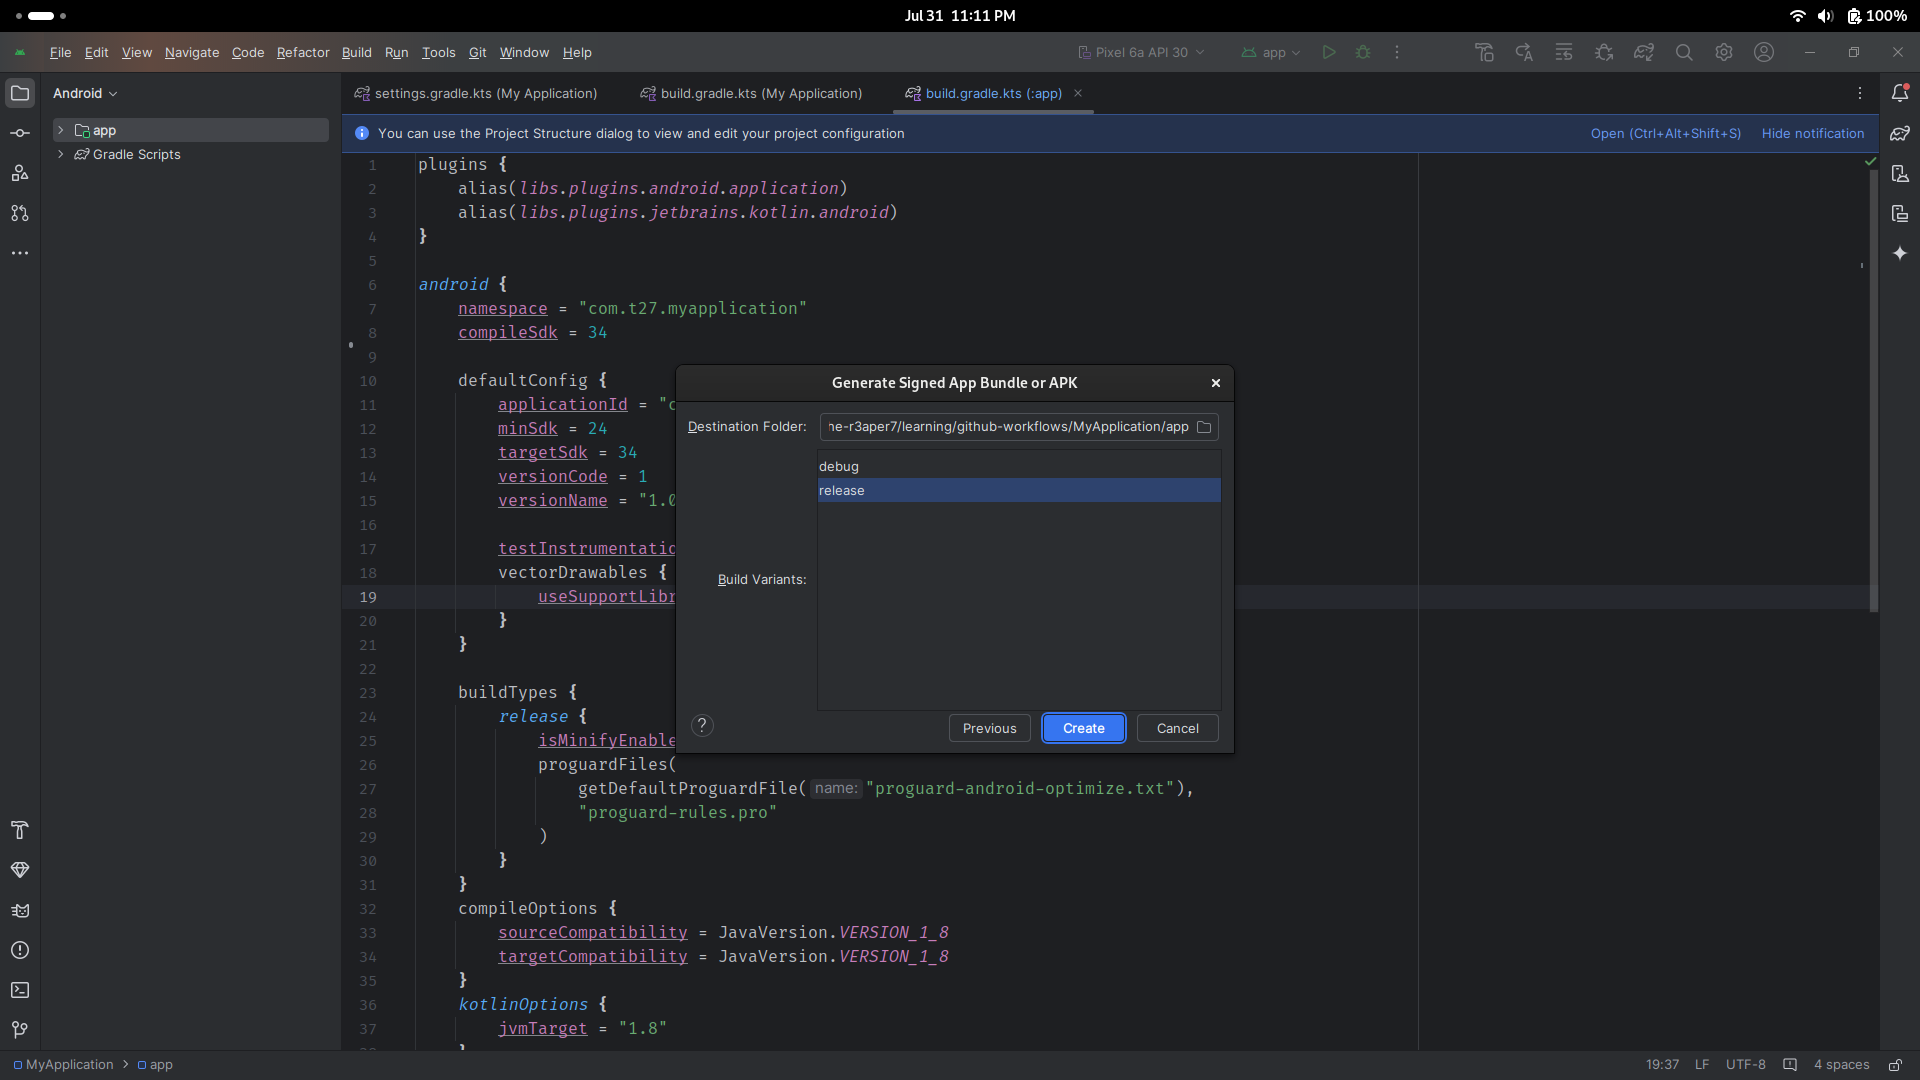 Jul 31 11:11 PM
100%
File Edit View Navigate Code Refactor Build Run Tools Git Window Help
Pixel 6a API 30
app
Android
settings.gradle.kts (My Application)
build.gradle.kts (My Application)
build.gradle.kts (:app)
app
Gradle Scripts
You can use the Project Structure dialog to view and edit your project configuration
Open (Ctrl+Alt+Shift+S) Hide notification
1 plugins {
2 alias(libs.plugins.android.application)
3 alias(libs.plugins.jetbrains.kotlin.android)
4 }
5
6 android {
7 namespace = "com.t27.myapplication"
8 compileSdk = 34
9
10 defaultConfig {
11 applicationId = "c
12 minSdk = 24
13 targetSdk = 34
14 versionCode = 1
15 versionName = "1.0
16
17 testInstrumentatio
18 vectorDrawables {
19 useSupportLibr
20 }
21 }
22
23 buildTypes {
24 release {
25 isMinifyEnable
26 proguardFiles(
27 getDefaultProguardFile( name: "proguard-android-optimize.txt"),
28 "proguard-rules.pro"
29 )
30 }
31 }
32 compileOptions {
33 sourceCompatibility = JavaVersion.VERSION_1_8
34 targetCompatibility = JavaVersion.VERSION_1_8
35 }
36 kotlinOptions {
37 jvmTarget = "1.8"
Generate Signed App Bundle or APK
Destination Folder: ne-r3aper7/learning/github-workflows/MyApplication/app
debug
release
Build Variants:
? Previous Create Cancel
MyApplication > app
19:37 LF UTF-8 4 spaces